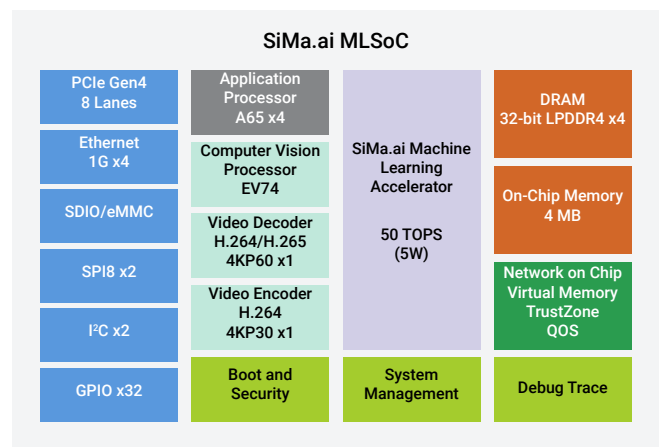 SiMa.ai MLSoC
PCIe Gen4
8 Lanes
Ethernet
1G x4
SDIO/eMMC
SPI8 x2
I²C x2
GPIO x32
Application
Processor
A65 x4
Computer Vision
Processor
EV74
Video Decoder
H.264/H.265
4KP60 x1
Video Encoder
H.264
4KP30 x1
Boot and
Security
SiMa.ai Machine
Learning
Accelerator
50 TOPS
(5W)
System
Management
DRAM
32-bit LPDDR4 x4
On-Chip Memory
4 MB
Network on Chip
Virtual Memory
TrustZone
QOS
Debug Trace